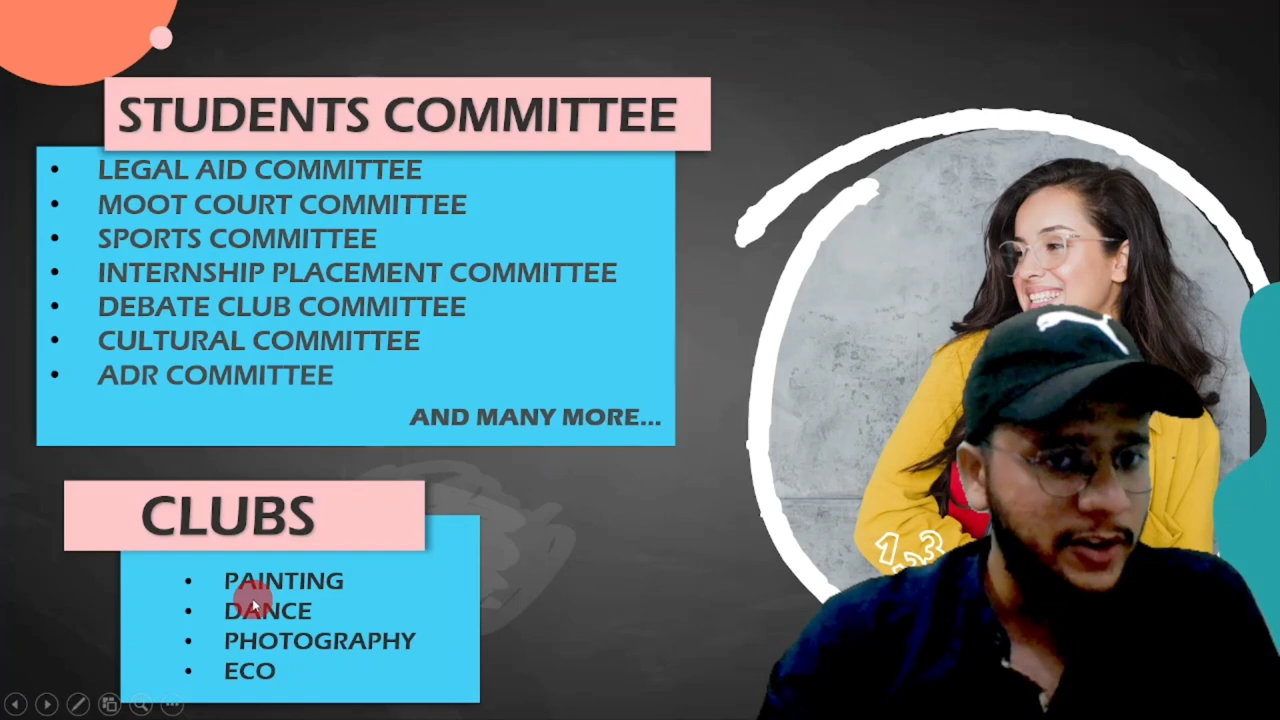 STUDENTS COMMITTEE
• LEGAL AID COMMITTEE
• MOOT COURT COMMITTEE
• SPORTS COMMITTEE
• INTERNSHIP PLACEMENT COMMITTEE
• DEBATE CLUB COMMITTEE
• CULTURAL COMMITTEE
• ADR COMMITTEE
AND MANY MORE...
CLUBS
• PAINTING
• DANCE
• PHOTOGRAPHY
• ECO
123